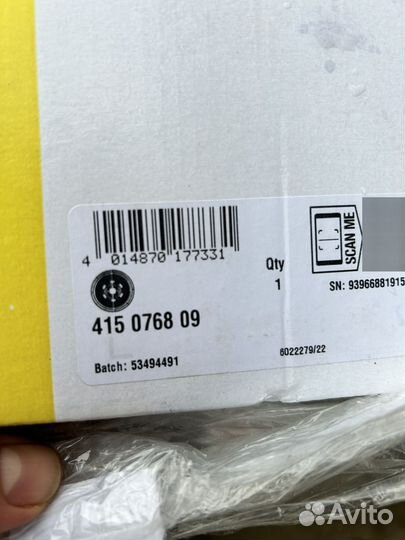 4 014870 177331
Qty
1
SCAN ME
SN: 93966881915
415 0768 09
Batch: 53494491
6022279/22
Avito